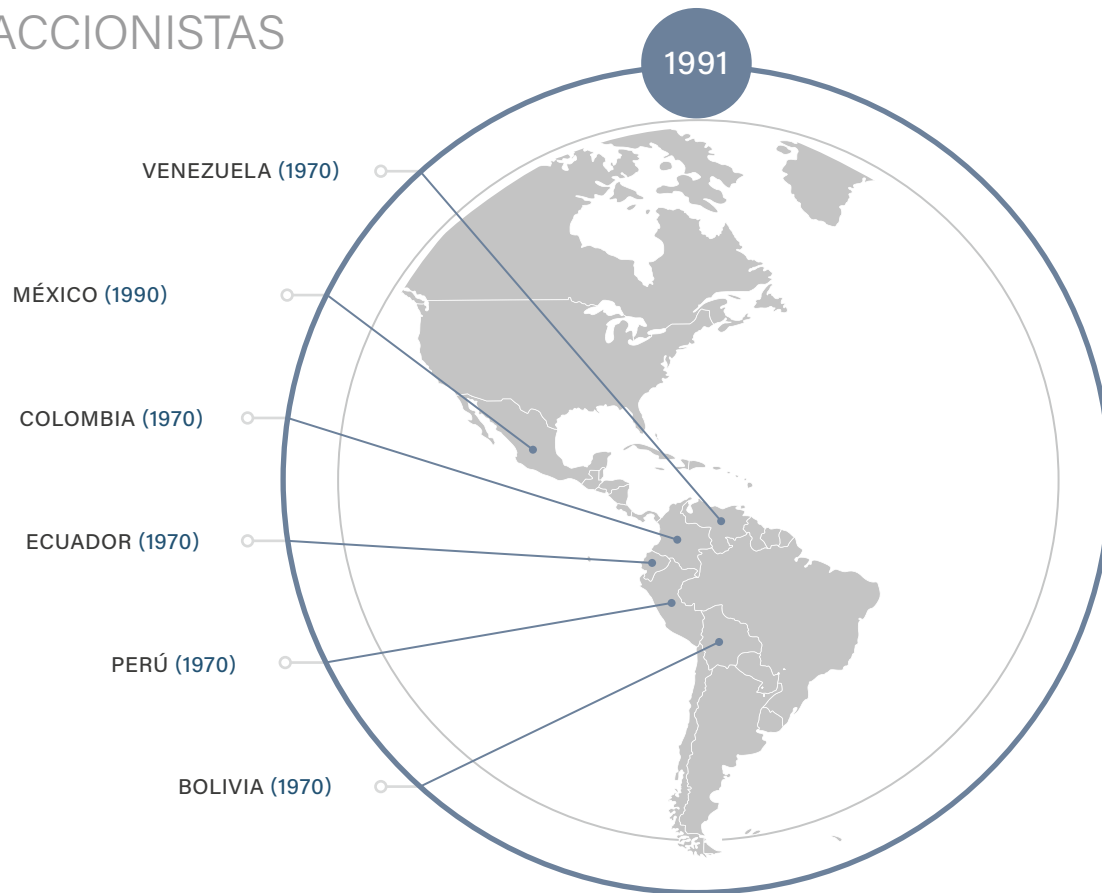 ACCIONISTAS
1991
VENEZUELA (1970)
MÉXICO (1990)
COLOMBIA (1970)
ECUADOR (1970)
PERÚ (1970)
BOLIVIA (1970)